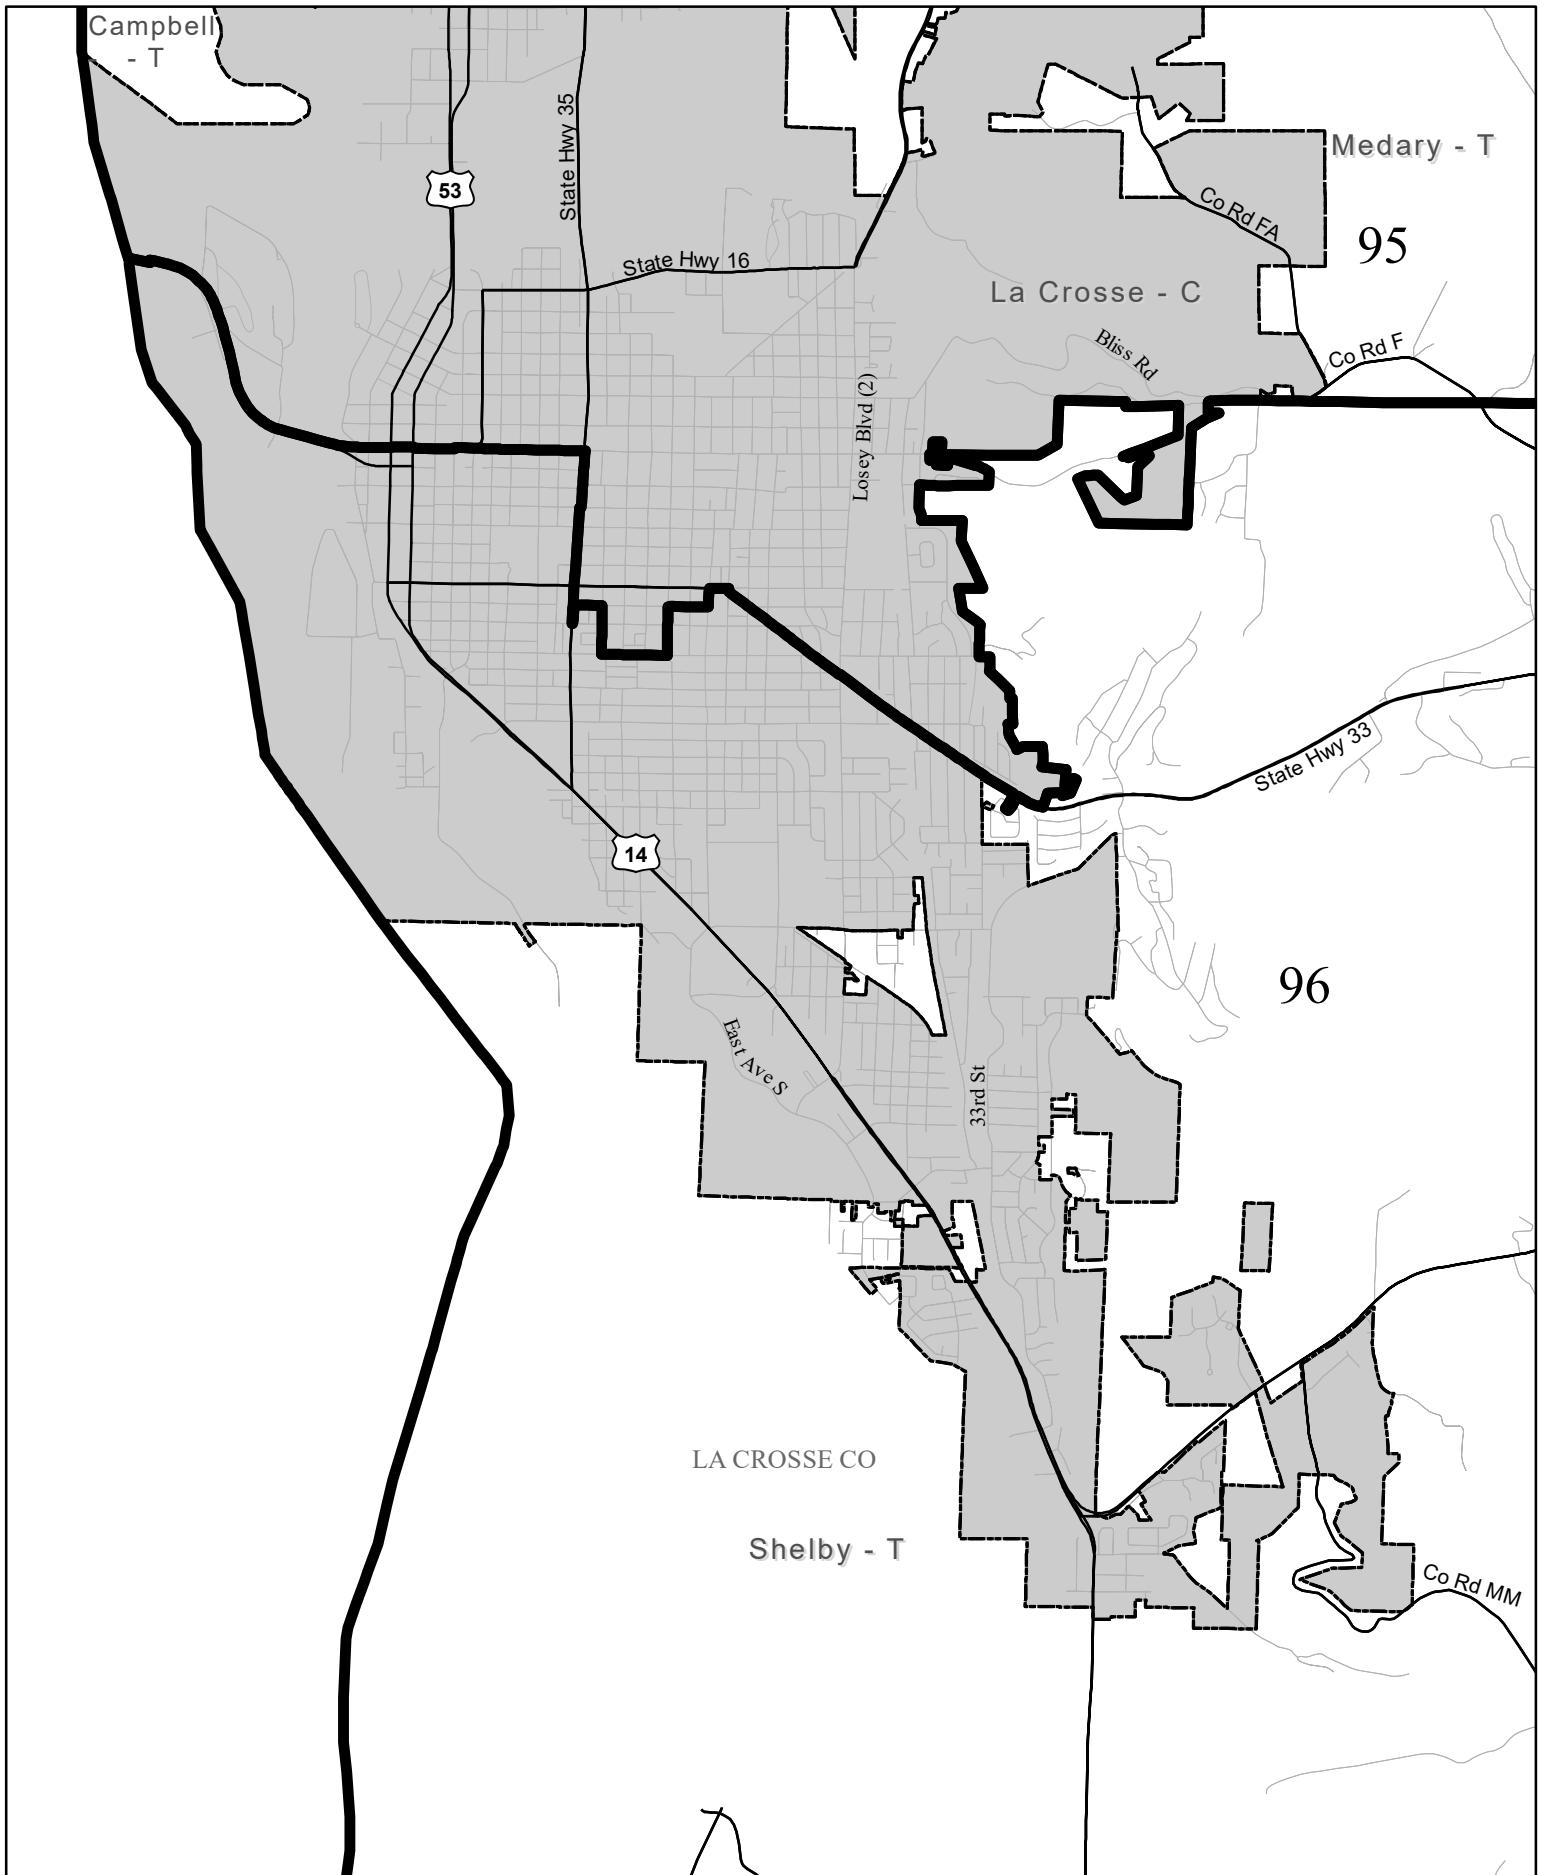 Campbell
- T
State Hwy 35
53
Medary - T
Co Rd FA
95
State Hwy 16
La Crosse - C
Bliss Rd
Co Rd F
Losey Blvd (2)
State Hwy 33
14
96
East Ave S
33rd St
LA CROSSE CO
Shelby - T
Co Rd MM